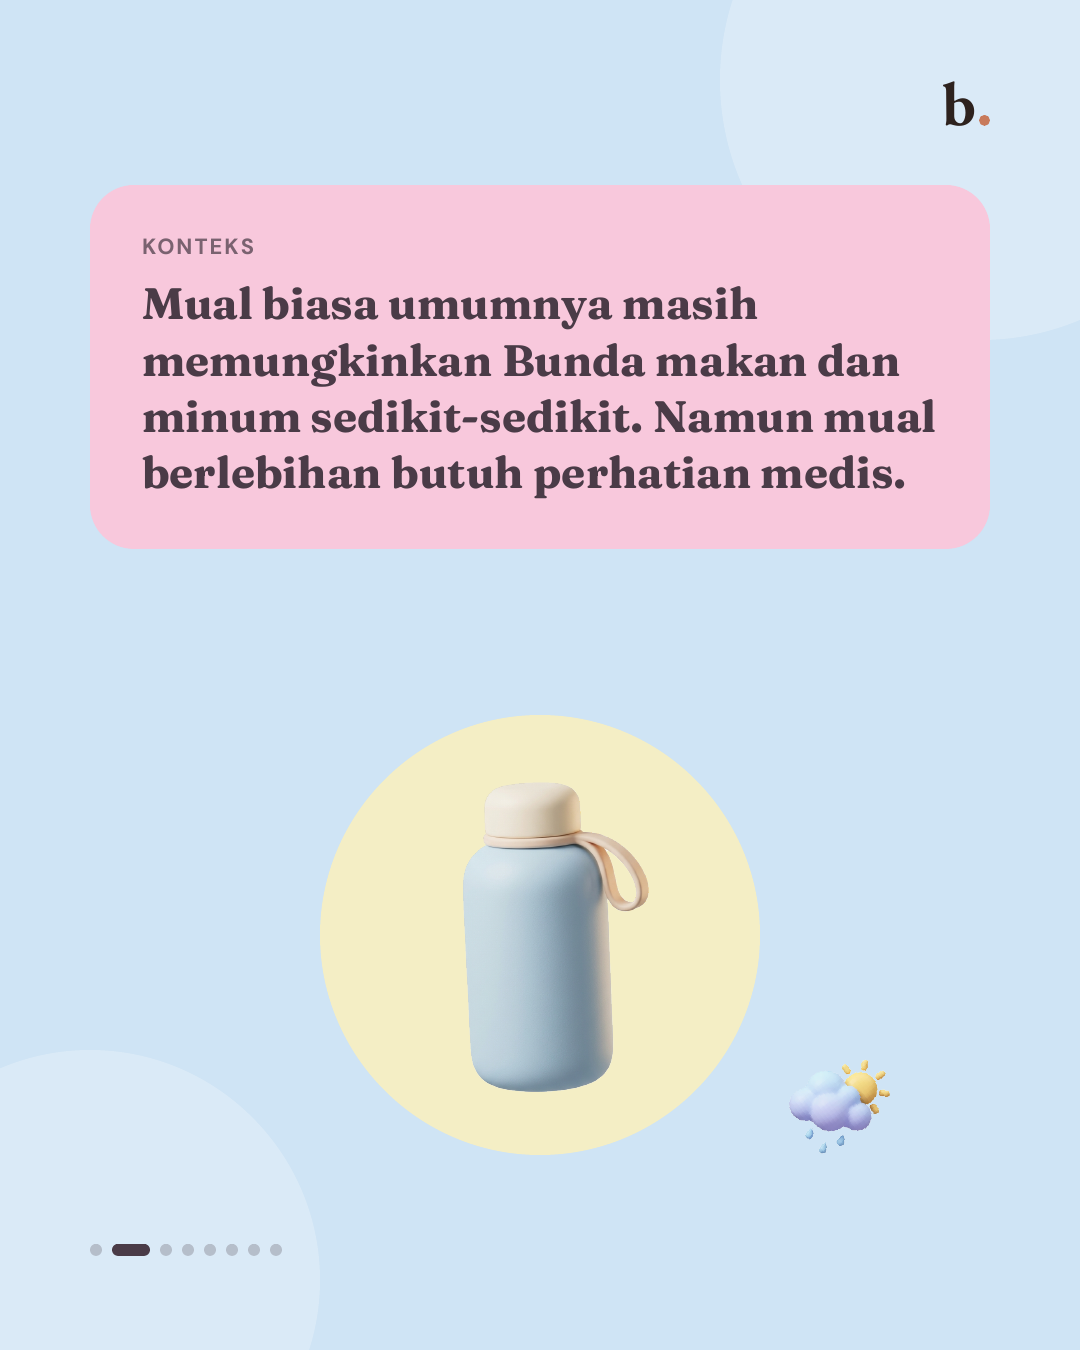 b.
KONTEKS
Mual biasa umumnya masih
memungkinkan Bunda makan dan
minum sedikit-sedikit. Namun mual
berlebihan butuh perhatian medis.